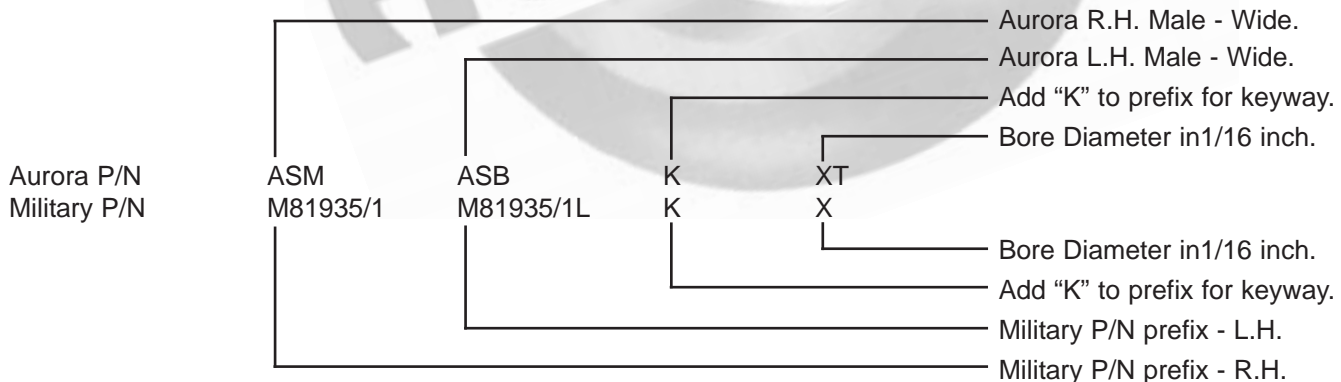 Aurora R.H. Male - Wide.
Aurora L.H. Male - Wide.
Add “K” to prefix for keyway.
Bore Diameter in1/16 inch.
Aurora P/N ASM ASB K XT
Military P/N M81935/1 M81935/1L K X
Bore Diameter in1/16 inch.
Add “K” to prefix for keyway.
Military P/N prefix - L.H.
Military P/N prefix - R.H.